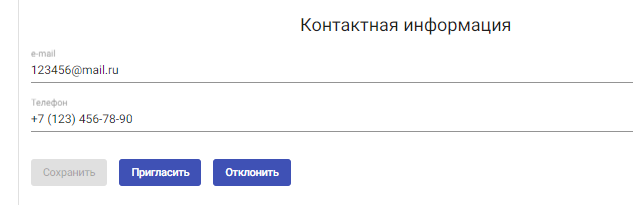 Контактная информация
e-mail
123456@mail.ru
Телефон
+7 (123) 456-78-90
Сохранить Пригласить Отклонить